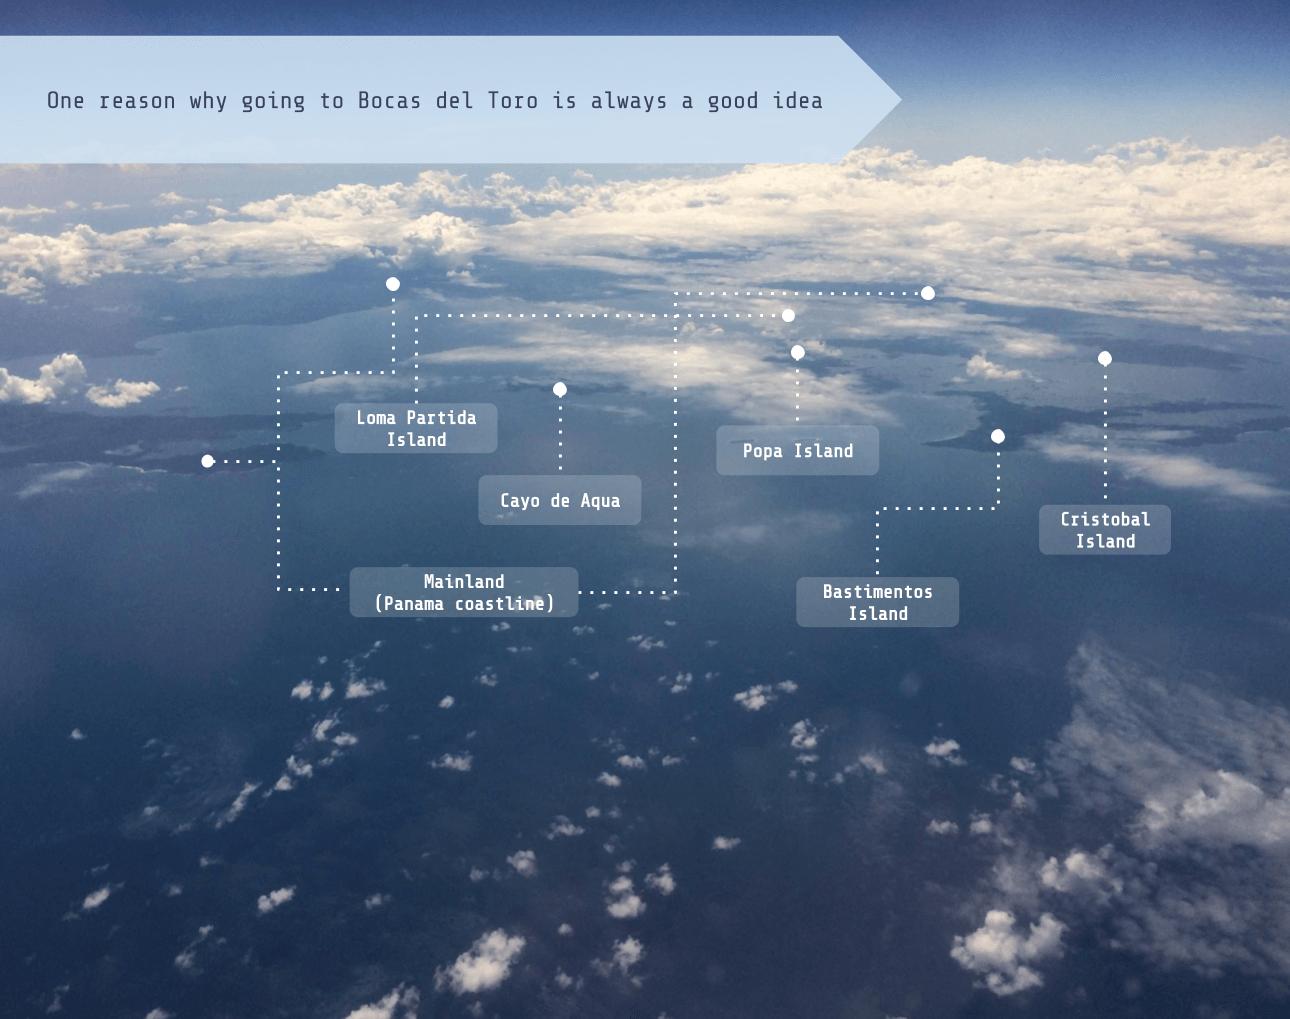 One reason why going to Bocas del Toro is always a good idea
Loma Partida
Island
Popa Island
Cayo de Aqua
Cristobal
Island
Mainland
(Panama coastline)
Bastimentos
Island